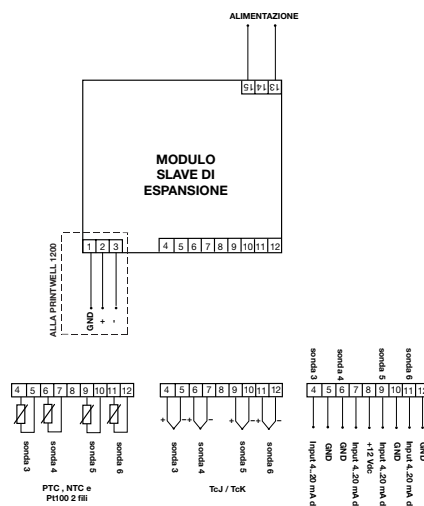 ALIMENTAZIONE
15 14 13
MODULO
SLAVE DI
ESPANSIONE
ALLA PRINTWELL 1200
1 2 3
4 5 6 7 8 9 10 11 12
GND
+
-
4 5 6 7 8 9 10 11 12
sonda 3
sonda 4
sonda 5
sonda 6
PTC , NTC e
Pt100 2 fili
4 5 6 7 8 9 10 11 12
+ - + - + - + -
sonda 3
sonda 4
sonda 5
sonda 6
TcJ / TcK
sonda 3
sonda 4
sonda 5
sonda 6
4 5 6 7 8 9 10 11 12
Input 4..20 mA d
GND
GND
Input 4..20 mA d
+12 Vdc
Input 4..20 mA d
GND
Input 4..20 mA d
GND